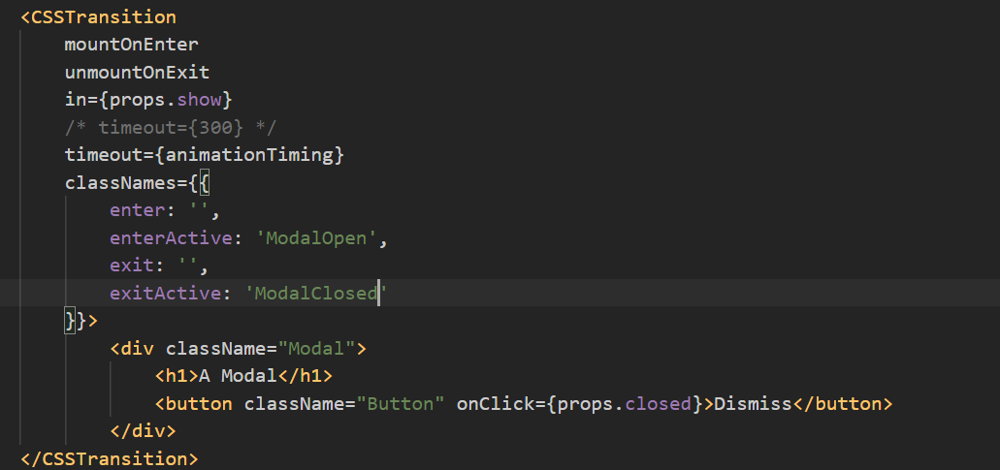 <CSSTransition
mountOnEnter
unmountOnExit
in={props.show}
/* timeout={300} */
timeout={animationTiming}
classNames={{
enter: '',
enterActive: 'ModalOpen',
exit: '',
exitActive: 'ModalClosed'
}}>
<div className="Modal">
<h1>A Modal</h1>
<button className="Button" onClick={props.closed}>Dismiss</button>
</div>
</CSSTransition>